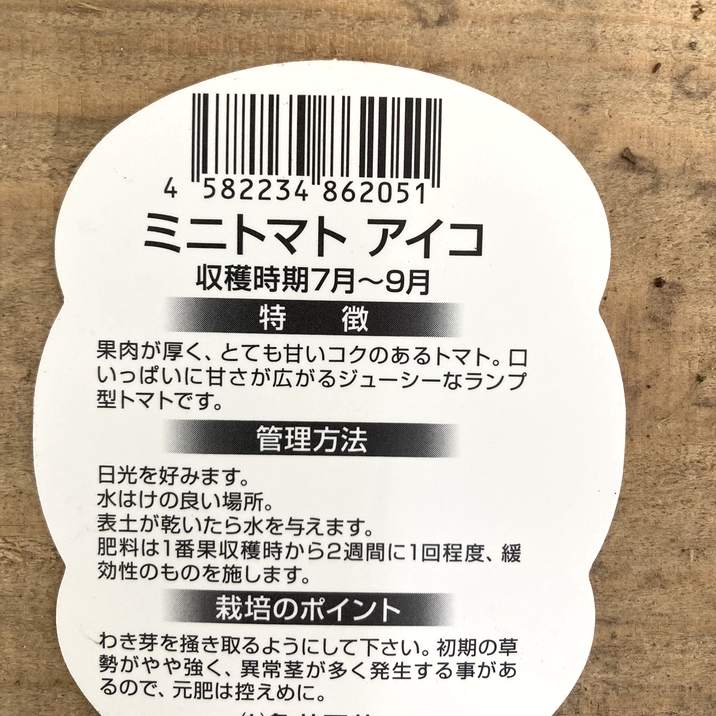 4 582234 862051
ミニトマト アイコ
収穫時期7月～9月
特 徴
果肉が厚く、とても甘いコクのあるトマト。口
いっぱいに甘さが広がるジューシーなランプ
型トマトです。
管理方法
日光を好みます。
水はけの良い場所。
表土が乾いたら水を与えます。
肥料は1番果収穫時から2週間に1回程度、緩
効性のものを施します。
栽培のポイント
わき芽を掻き取るようにして下さい。初期の草
勢がやや強く、異常茎が多く発生する事があ
るので、元肥は控えめに。